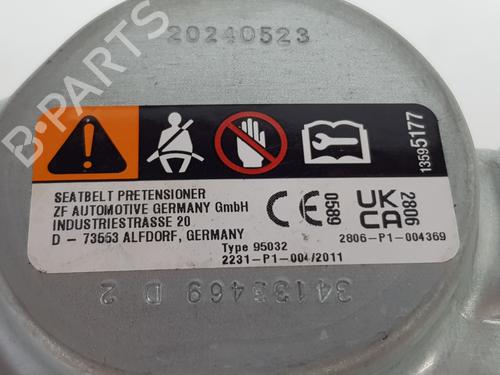 20240523
B-PARTS
13595177
SEATBELT PRETENSIONER
ZF AUTOMOTIVE GERMANY GmbH
INDUSTRIESTRASSE 20
D - 73553 ALFDORF, GERMANY
Type 95032
2231-P1-004/2011
CE 0589
UK
CA 2806
2806-P1-004369
34195469 D 2